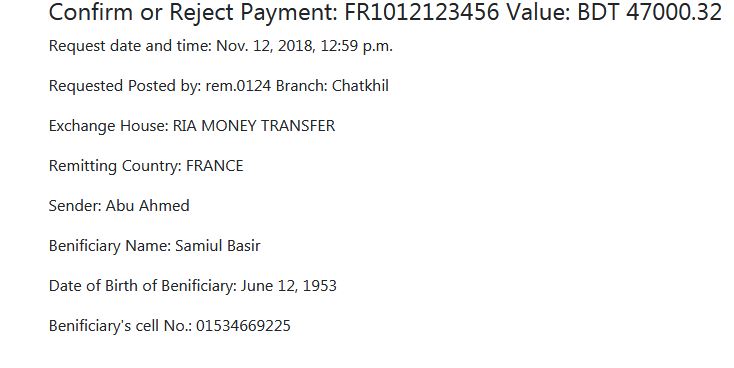 Confirm or Reject Payment: FR1012123456 Value: BDT 47000.32
Request date and time: Nov. 12, 2018, 12:59 p.m.
Requested Posted by: rem.0124 Branch: Chatkhil
Exchange House: RIA MONEY TRANSFER
Remitting Country: FRANCE
Sender: Abu Ahmed
Benificiary Name: Samiul Basir
Date of Birth of Benificiary: June 12, 1953
Benificiary's cell No.: 01534669225